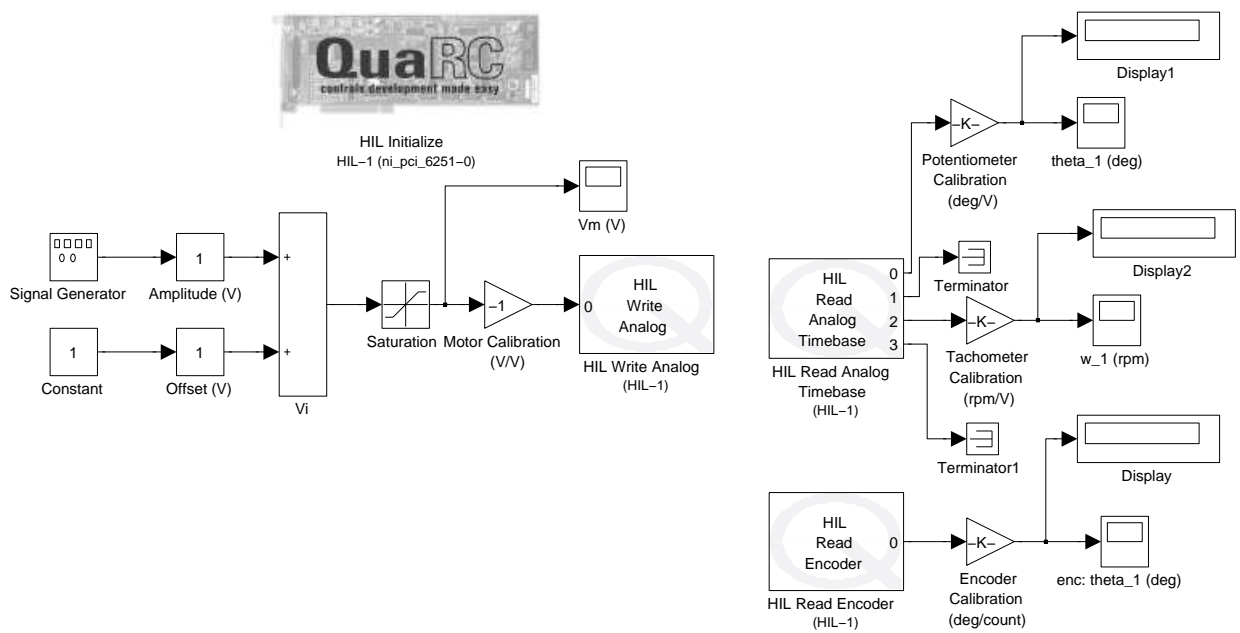 QuaRC
controls development made easy
HIL Initialize
HIL−1 (ni_pci_6251−0)
Vm (V)
Signal Generator
1
Amplitude (V)
1
Constant
1
Offset (V)
+
+
Vi
Saturation
−1
Motor Calibration
(V/V)
0
HIL
Write
Analog
HIL Write Analog
(HIL−1)
Display1
−K−
Potentiometer
Calibration
(deg/V)
theta_1 (deg)
HIL
Read
Analog
Timebase
0
1
2
3
HIL Read Analog
Timebase
(HIL−1)
Terminator
Display2
−K−
Tachometer
Calibration
(rpm/V)
w_1 (rpm)
Terminator1
Display
HIL
Read
Encoder
0
HIL Read Encoder
(HIL−1)
−K−
Encoder
Calibration
(deg/count)
enc: theta_1 (deg)